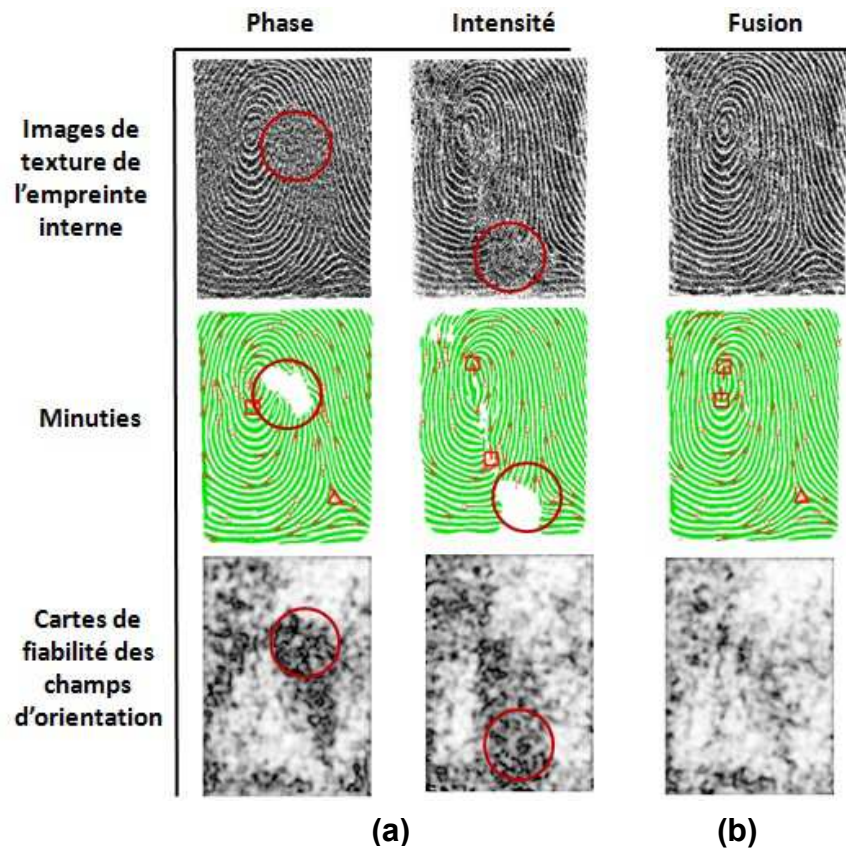 Phase
Intensité
Fusion
Images de
texture de
l'empreinte
interne
Minuties
Cartes de
fiabilité des
champs
d'orientation
(a)
(b)